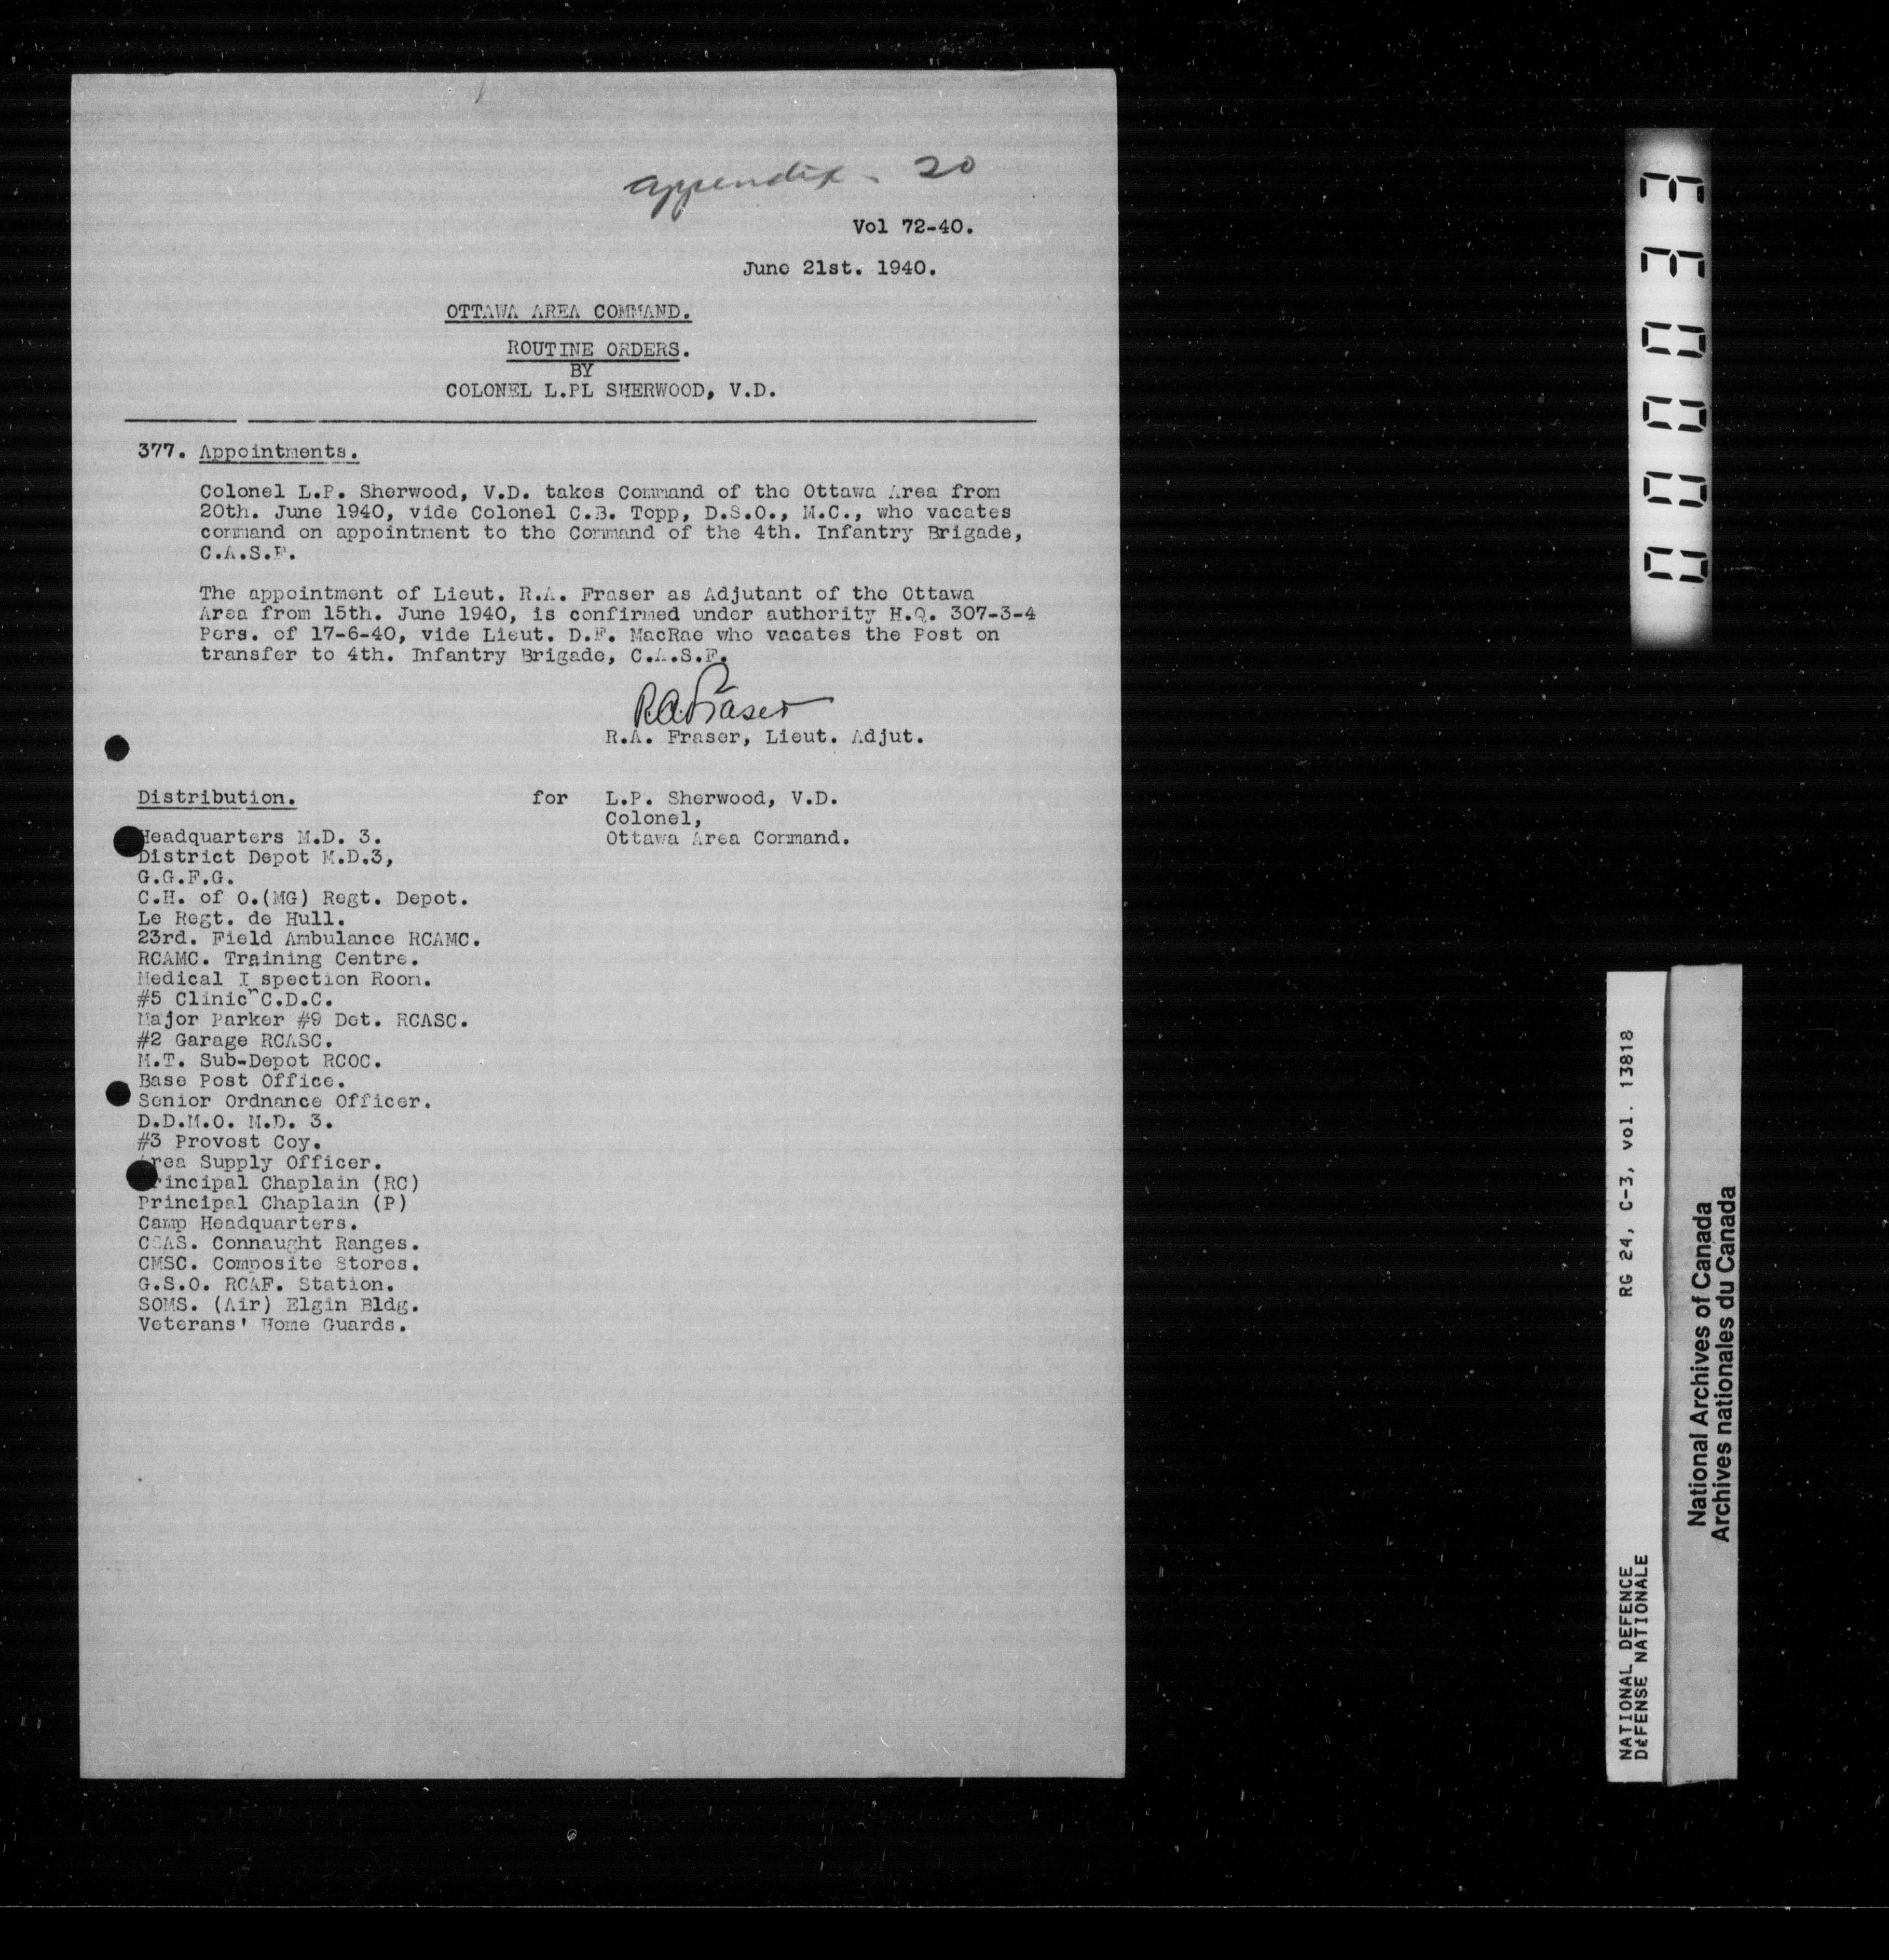 appendix - 20
Vol 72-40.
June 21st. 1940.
OTTAWA AREA COMMAND.
ROUTINE ORDERS.
BY
COLONEL L.PL SHERWOOD, V.D.
377. Appointments.
Colonel L.P. Sherwood, V.D. takes Command of the Ottawa Area from
20th. June 1940, vide Colonel C.B. Topp, D.S.O., M.C., who vacates
command on appointment to the Command of the 4th. Infantry Brigade,
C.A.S.F.
The appointment of Lieut. R.A. Fraser as Adjutant of the Ottawa
Area from 15th. June 1940, is confirmed under authority H.Q. 307-3-4
Pers. of 17-6-40, vide Lieut. D.F. MacRae who vacates the Post on
transfer to 4th. Infantry Brigade, C.A.S.F.
R.A. Fraser
R.A. Fraser, Lieut. Adjut.
Distribution. for L.P. Sherwood, V.D.
Colonel,
Ottawa Area Command.
Headquarters M.D. 3.
District Depot M.D.3,
G.G.F.G.
C.H. of O.(MG) Regt. Depot.
Le Regt. de Hull.
23rd. Field Ambulance RCAMC.
RCAMC. Training Centre.
Medical Inspection Room.
#5 Clinic C.D.C.
Major Parker #9 Det. RCASC.
#2 Garage RCASC.
M.T. Sub-Depot RCOC.
Base Post Office.
Senior Ordnance Officer.
D.D.M.O. M.D. 3.
#3 Provost Coy.
Area Supply Officer.
Principal Chaplain (RC)
Principal Chaplain (P)
Camp Headquarters.
CSAS. Connaught Ranges.
CMSC. Composite Stores.
G.S.O. RCAF. Station.
SOMS. (Air) Elgin Bldg.
Veterans' Home Guards.
000033
NATIONAL DEFENCE RG 24, C-3, vol. 13818
DÉFENSE NATIONALE
National Archives of Canada
Archives nationales du Canada